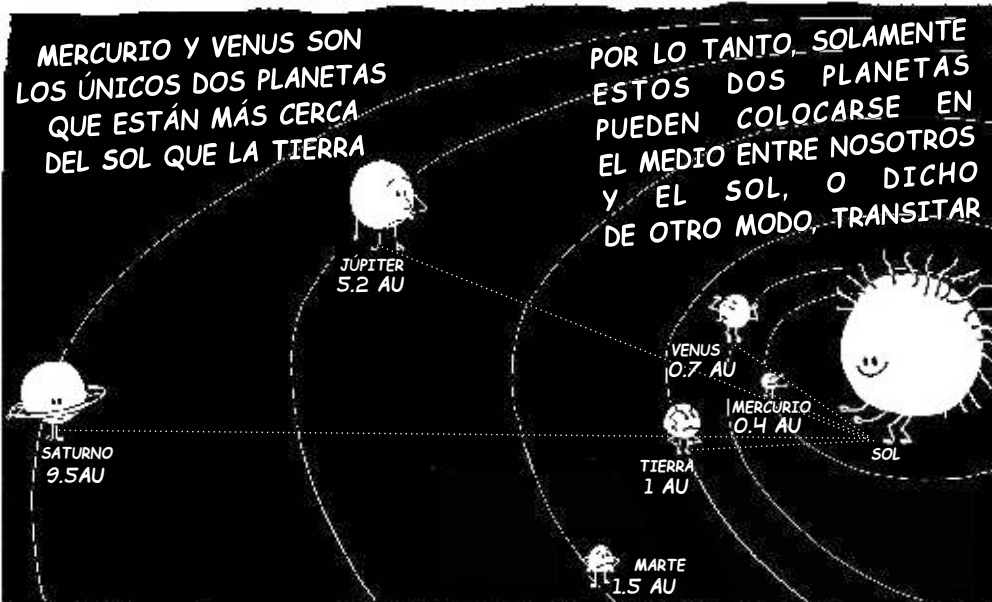 MERCURIO Y VENUS SON
LOS ÚNICOS DOS PLANETAS
QUE ESTÁN MÁS CERCA
DEL SOL QUE LA TIERRA
POR LO TANTO, SOLAMENTE
ESTOS DOS PLANETAS
PUEDEN COLOCARSE EN
EL MEDIO ENTRE NOSOTROS
Y EL SOL, O DICHO
DE OTRO MODO, TRANSITAR
JÚPITER
5.2 AU
VENUS
0.7 AU
MERCURIO
0.4 AU
SATURNO
9.5AU
TIERRA
1 AU
SOL
MARTE
1.5 AU